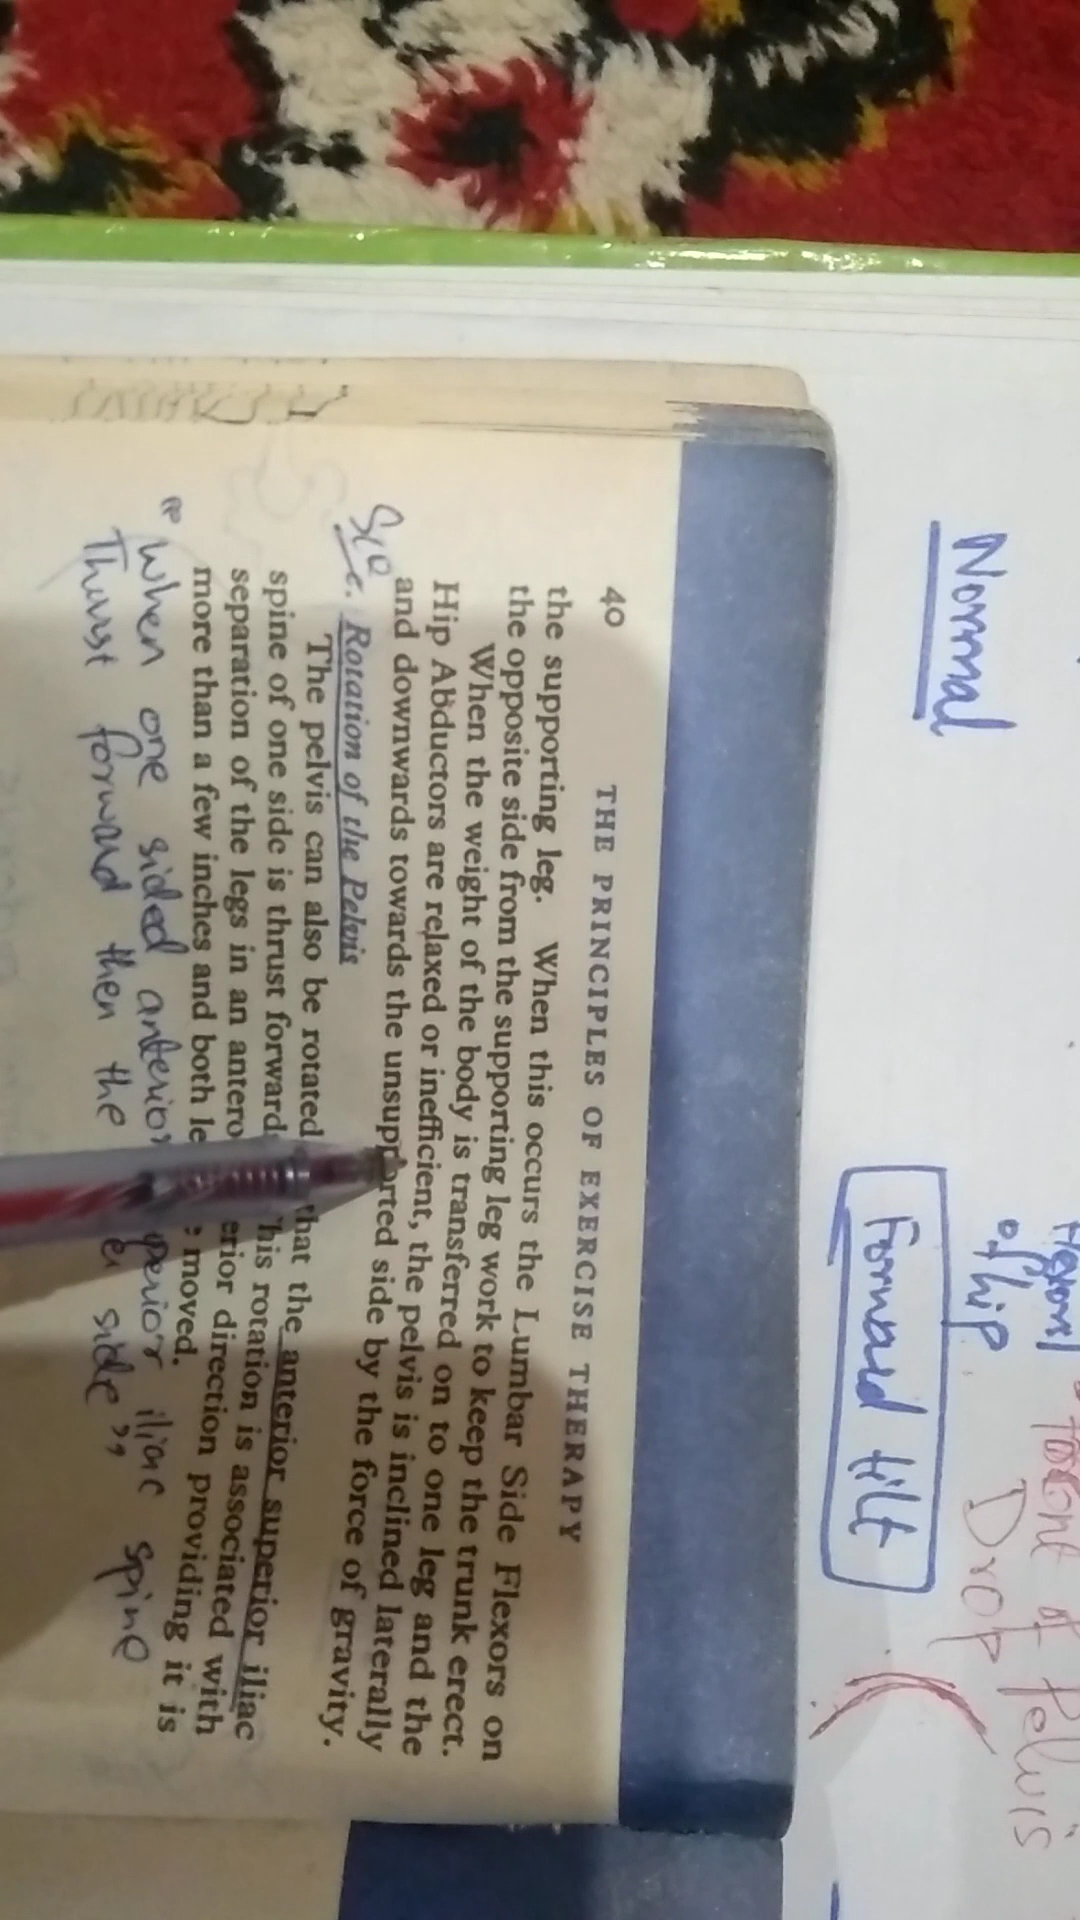 Normal
of hip
Drop
Forward tilt
40
THE PRINCIPLES OF EXERCISE THERAPY
the supporting leg. When this occurs the Lumbar Side Flexors on
the opposite side from the supporting leg work to keep the trunk erect.
When the weight of the body is transferred on to one leg and the
Hip Abductors are relaxed or inefficient, the pelvis is inclined laterally
and downwards towards the unsupported side by the force of gravity.
c. Rotation of the Pelvis
The pelvis can also be rotated that the anterior superior iliac
spine of one side is thrust forward. This rotation is associated with
separation of the legs in an antero erior direction providing it is
more than a few inches and both le moved.
" When one sided anterior perior iliac spine
Thrust forward then the side ''